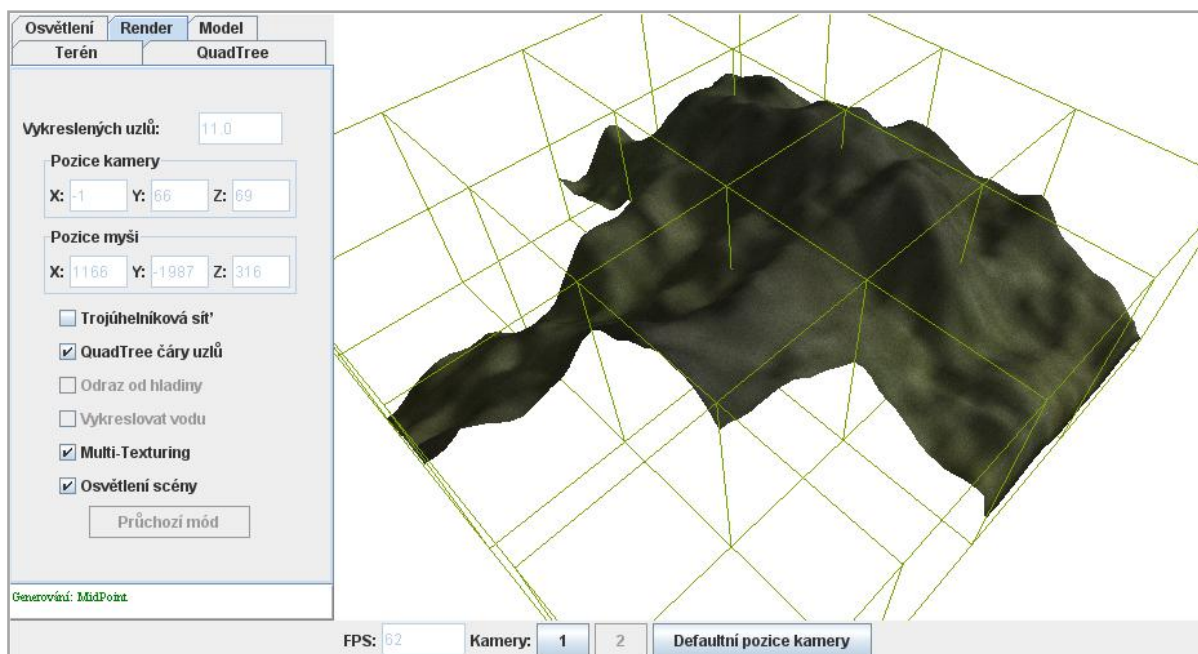 Osvětlení Render Model
Terén QuadTree
Vykreslených uzlů: 11.0
Pozice kamery
X: -1 Y: 66 Z: 69
Pozice myši
X: 1166 Y: -1987 Z: 316
Trojúhelníková síť
QuadTree čáry uzlů
Odraz od hladiny
Vykreslovat vodu
Multi-Texturing
Osvětlení scény
Průchozí mód
Generování: MidPoint
FPS: 62 Kamery: 1 2 Defaultní pozice kamery